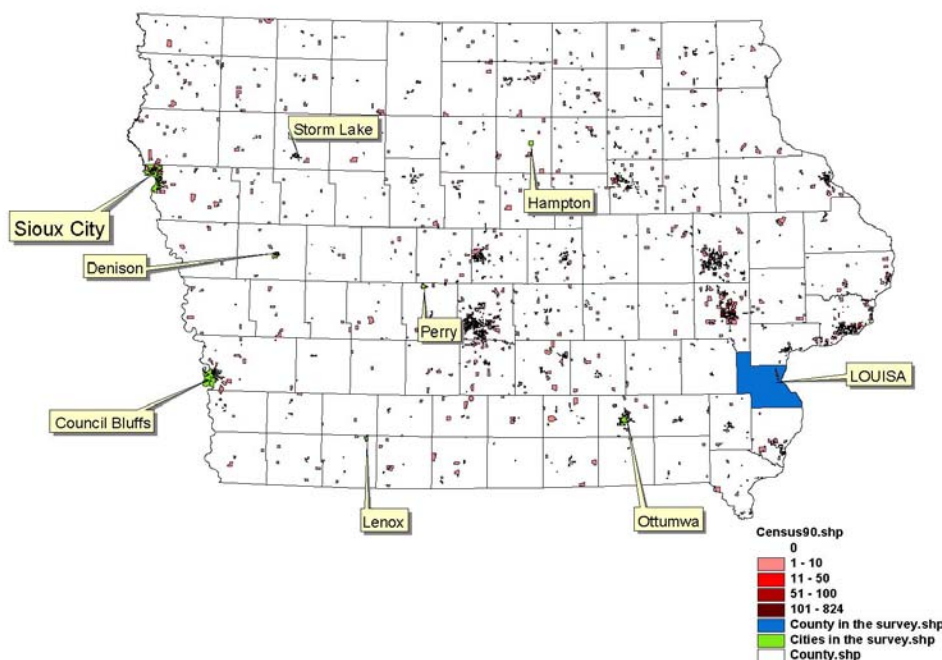 Storm Lake
Hampton
Sioux City
Denison
Perry
LOUISA
Council Bluffs
Lenox
Ottumwa
Census90.shp
0
1 - 10
11 - 50
51 - 100
101 - 824
County in the survey.shp
Cities in the survey.shp
County.shp